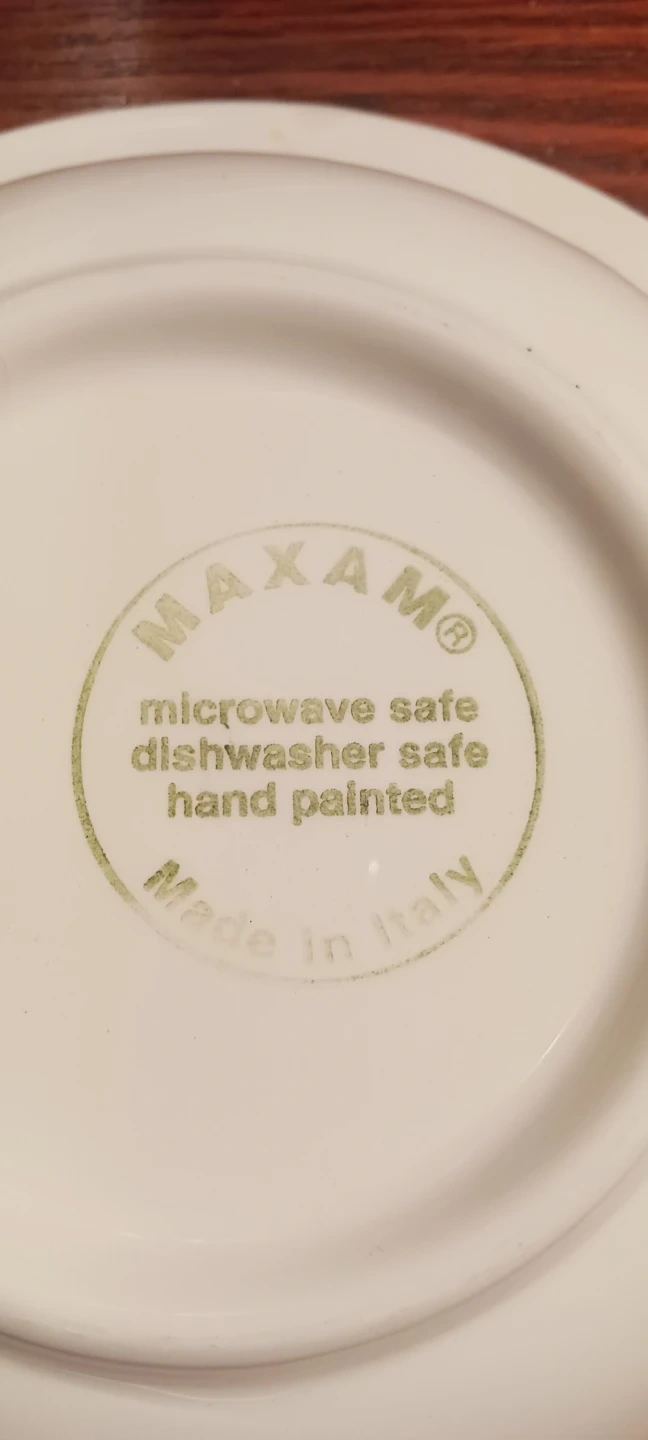 MAXAM®
microwave safe
dishwasher safe
hand painted
Made in Italy